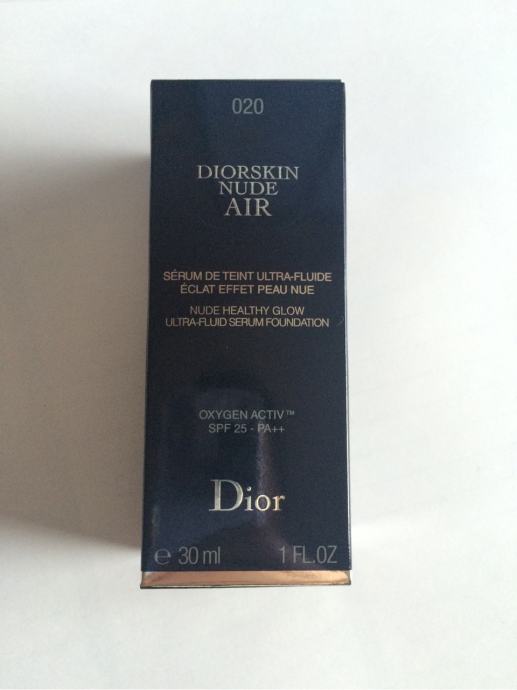 020
DIORSKIN
NUDE
AIR
SÉRUM DE TEINT ULTRA-FLUIDE
ÉCLAT EFFET PEAU NUE
NUDE HEALTHY GLOW
ULTRA-FLUID SERUM FOUNDATION
OXYGEN ACTIV™
SPF 25 - PA++
Dior
℮ 30 ml 1 FL.OZ